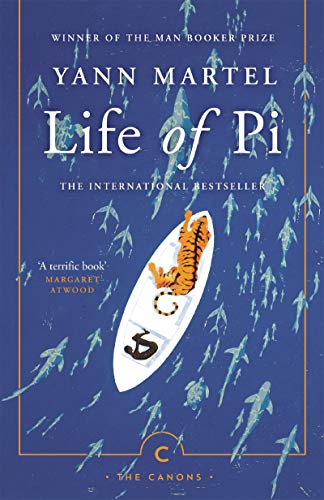 WINNER OF THE MAN BOOKER PRIZE
YANN MARTEL
Life of Pi
THE INTERNATIONAL BESTSELLER
'A terrific book'
MARGARET
ATWOOD
C
• THE CANONS •